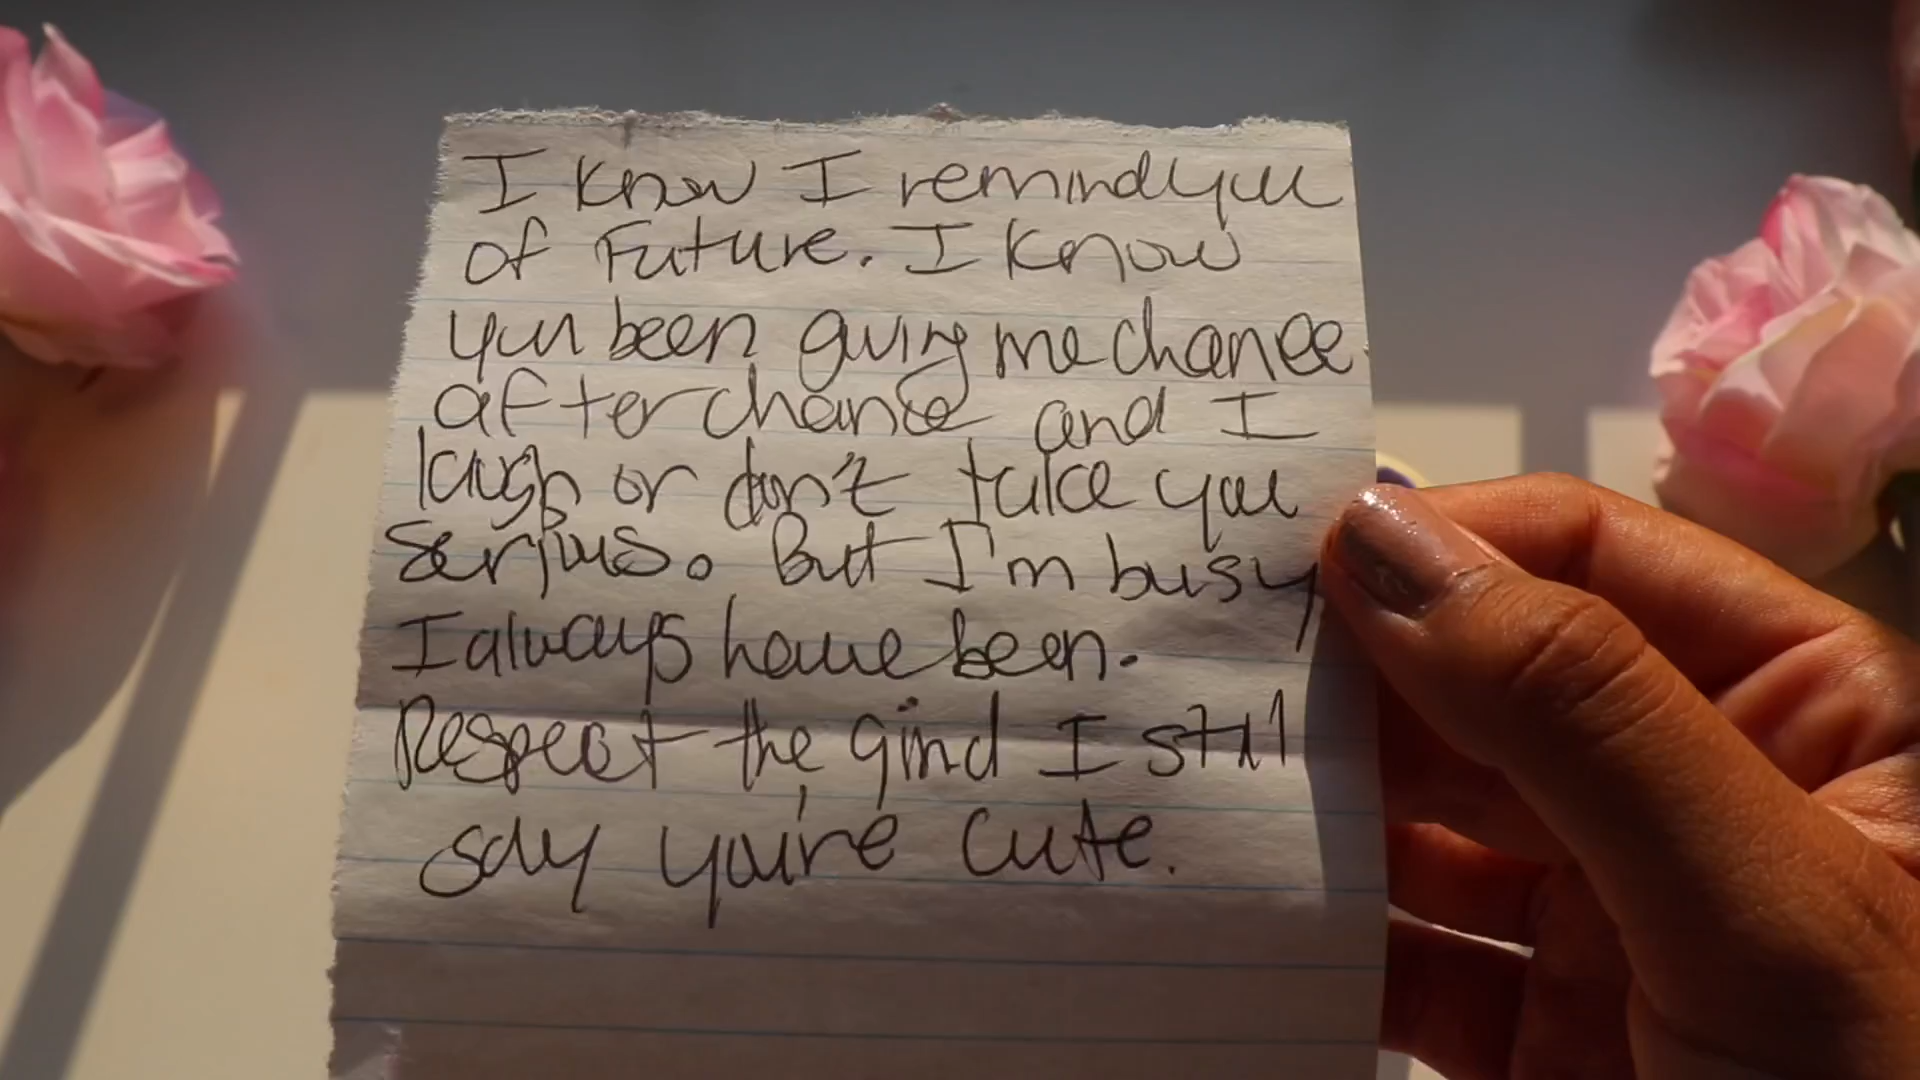 I know I remind you
of Future. I know
you been giving me chance
after chance and I
laugh or don't take you
serious. But I'm busy
I always have been.
Respect the grind I still
say you're cute.